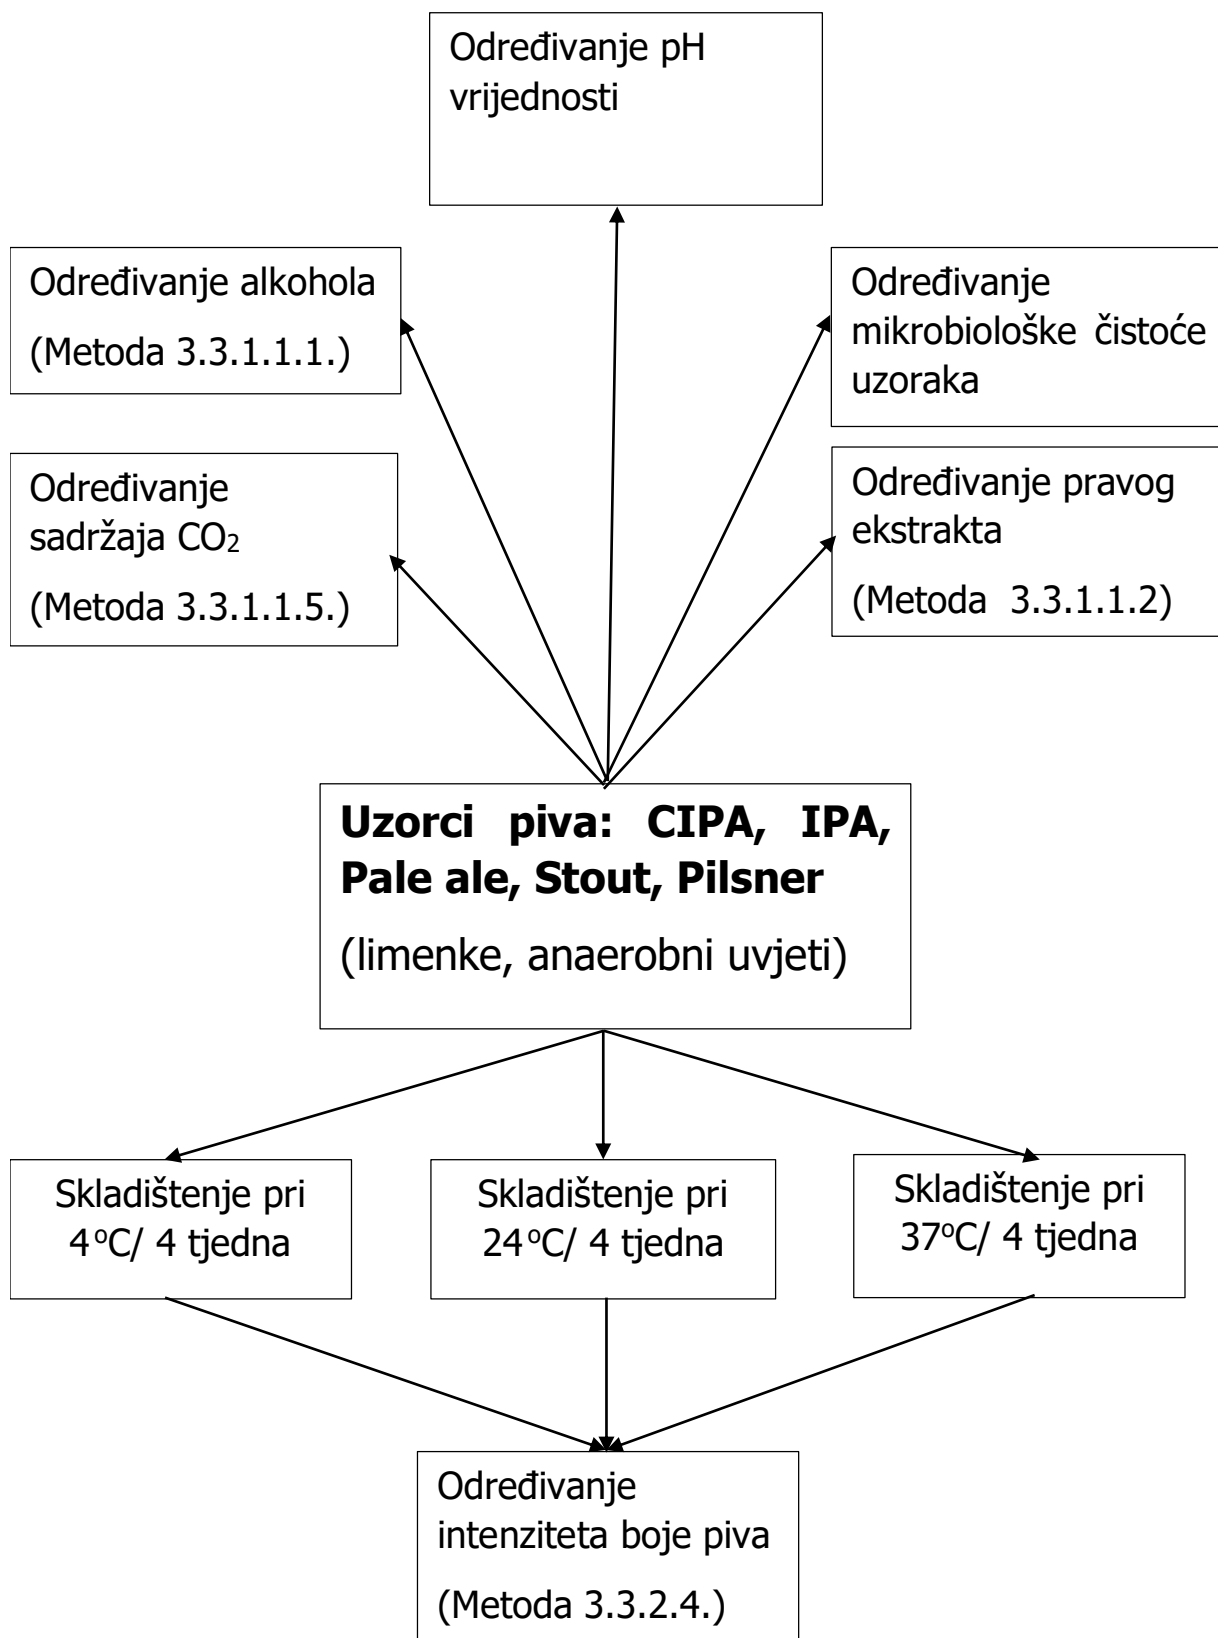 Određivanje pH
vrijednosti
Određivanje alkohola
(Metoda 3.3.1.1.1.)
Određivanje
mikrobiološke čistoće
uzoraka
Određivanje
sadržaja CO₂
(Metoda 3.3.1.1.5.)
Određivanje pravog
ekstrakta
(Metoda 3.3.1.1.2)
Uzorci piva: CIPA, IPA,
Pale ale, Stout, Pilsner
(limenke, anaerobni uvjeti)
Skladištenje pri
4ºC/ 4 tjedna
Skladištenje pri
24ºC/ 4 tjedna
Skladištenje pri
37ºC/ 4 tjedna
Određivanje
intenziteta boje piva
(Metoda 3.3.2.4.)